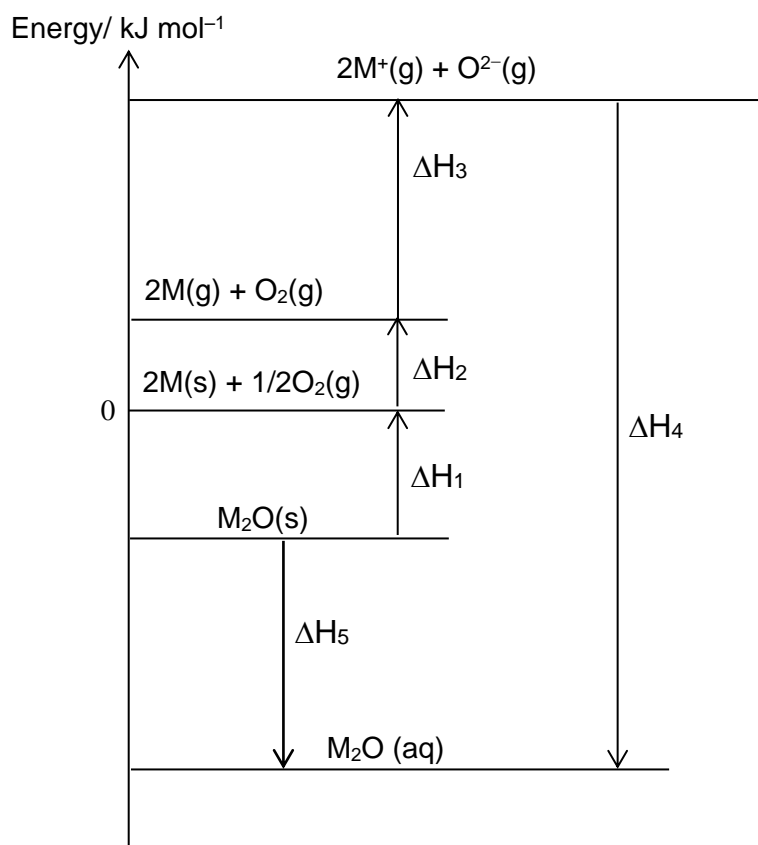 Energy/ kJ mol⁻¹
2M⁺(g) + O²⁻(g)
ΔH₃
2M(g) + O₂(g)
ΔH₂
2M(s) + 1/2O₂(g)
0
ΔH₄
ΔH₁
M₂O(s)
ΔH₅
M₂O (aq)